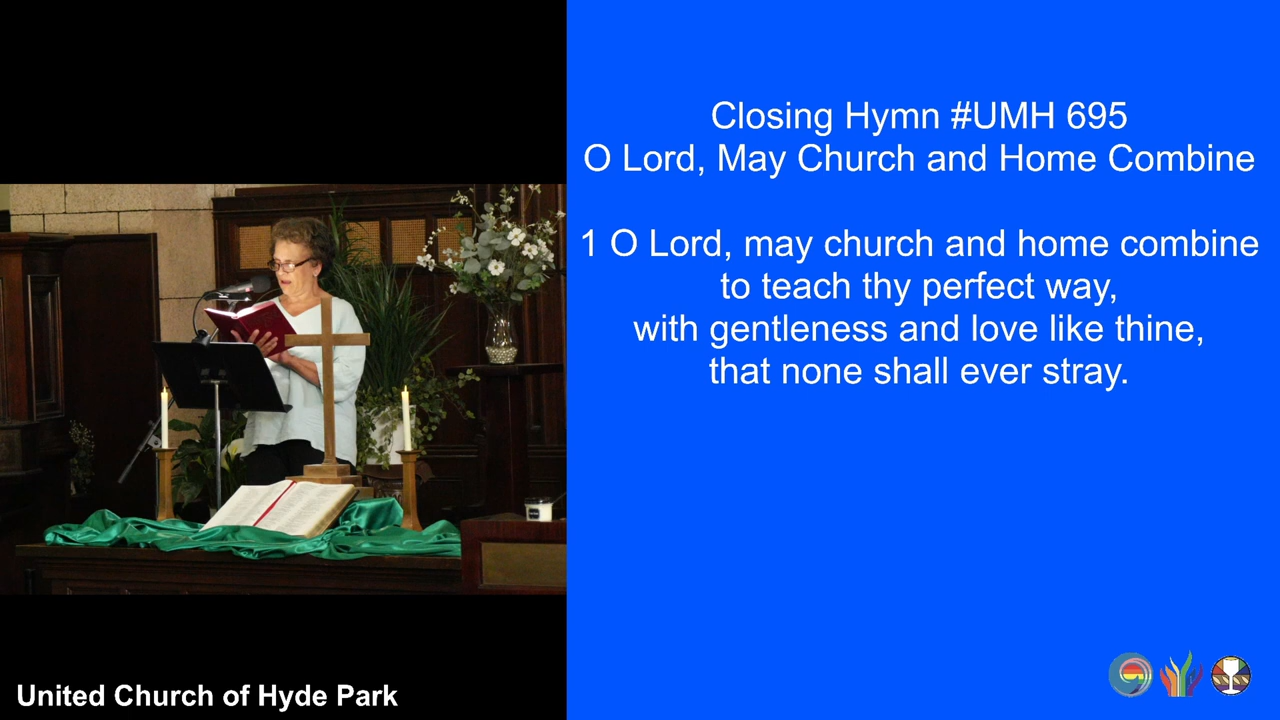 Closing Hymn #UMH 695
O Lord, May Church and Home Combine
1 O Lord, may church and home combine
to teach thy perfect way,
with gentleness and love like thine,
that none shall ever stray.
United Church of Hyde Park